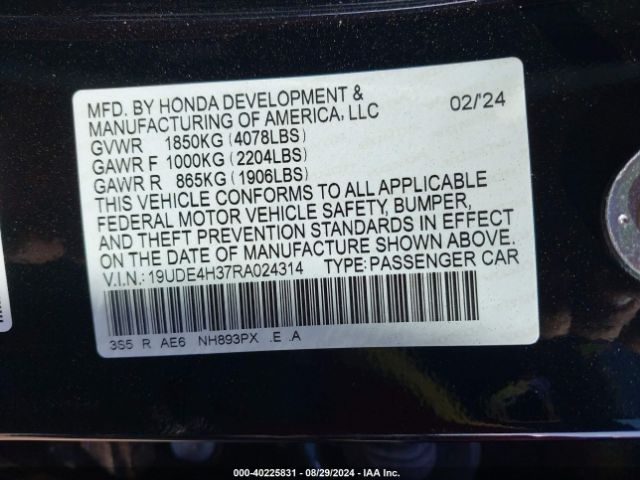 MFD. BY HONDA DEVELOPMENT &
MANUFACTURING OF AMERICA, LLC 02/'24
GVWR 1850KG (4078LBS)
GAWR F 1000KG (2204LBS)
GAWR R 865KG (1906LBS)
THIS VEHICLE CONFORMS TO ALL APPLICABLE
FEDERAL MOTOR VEHICLE SAFETY, BUMPER,
AND THEFT PREVENTION STANDARDS IN EFFECT
ON THE DATE OF MANUFACTURE SHOWN ABOVE.
V.I.N.: 19UDE4H37RA024314 TYPE: PASSENGER CAR
3S5 R AE6 NH893PX .E .A
000-40225831 - 08/29/2024 - IAA Inc.